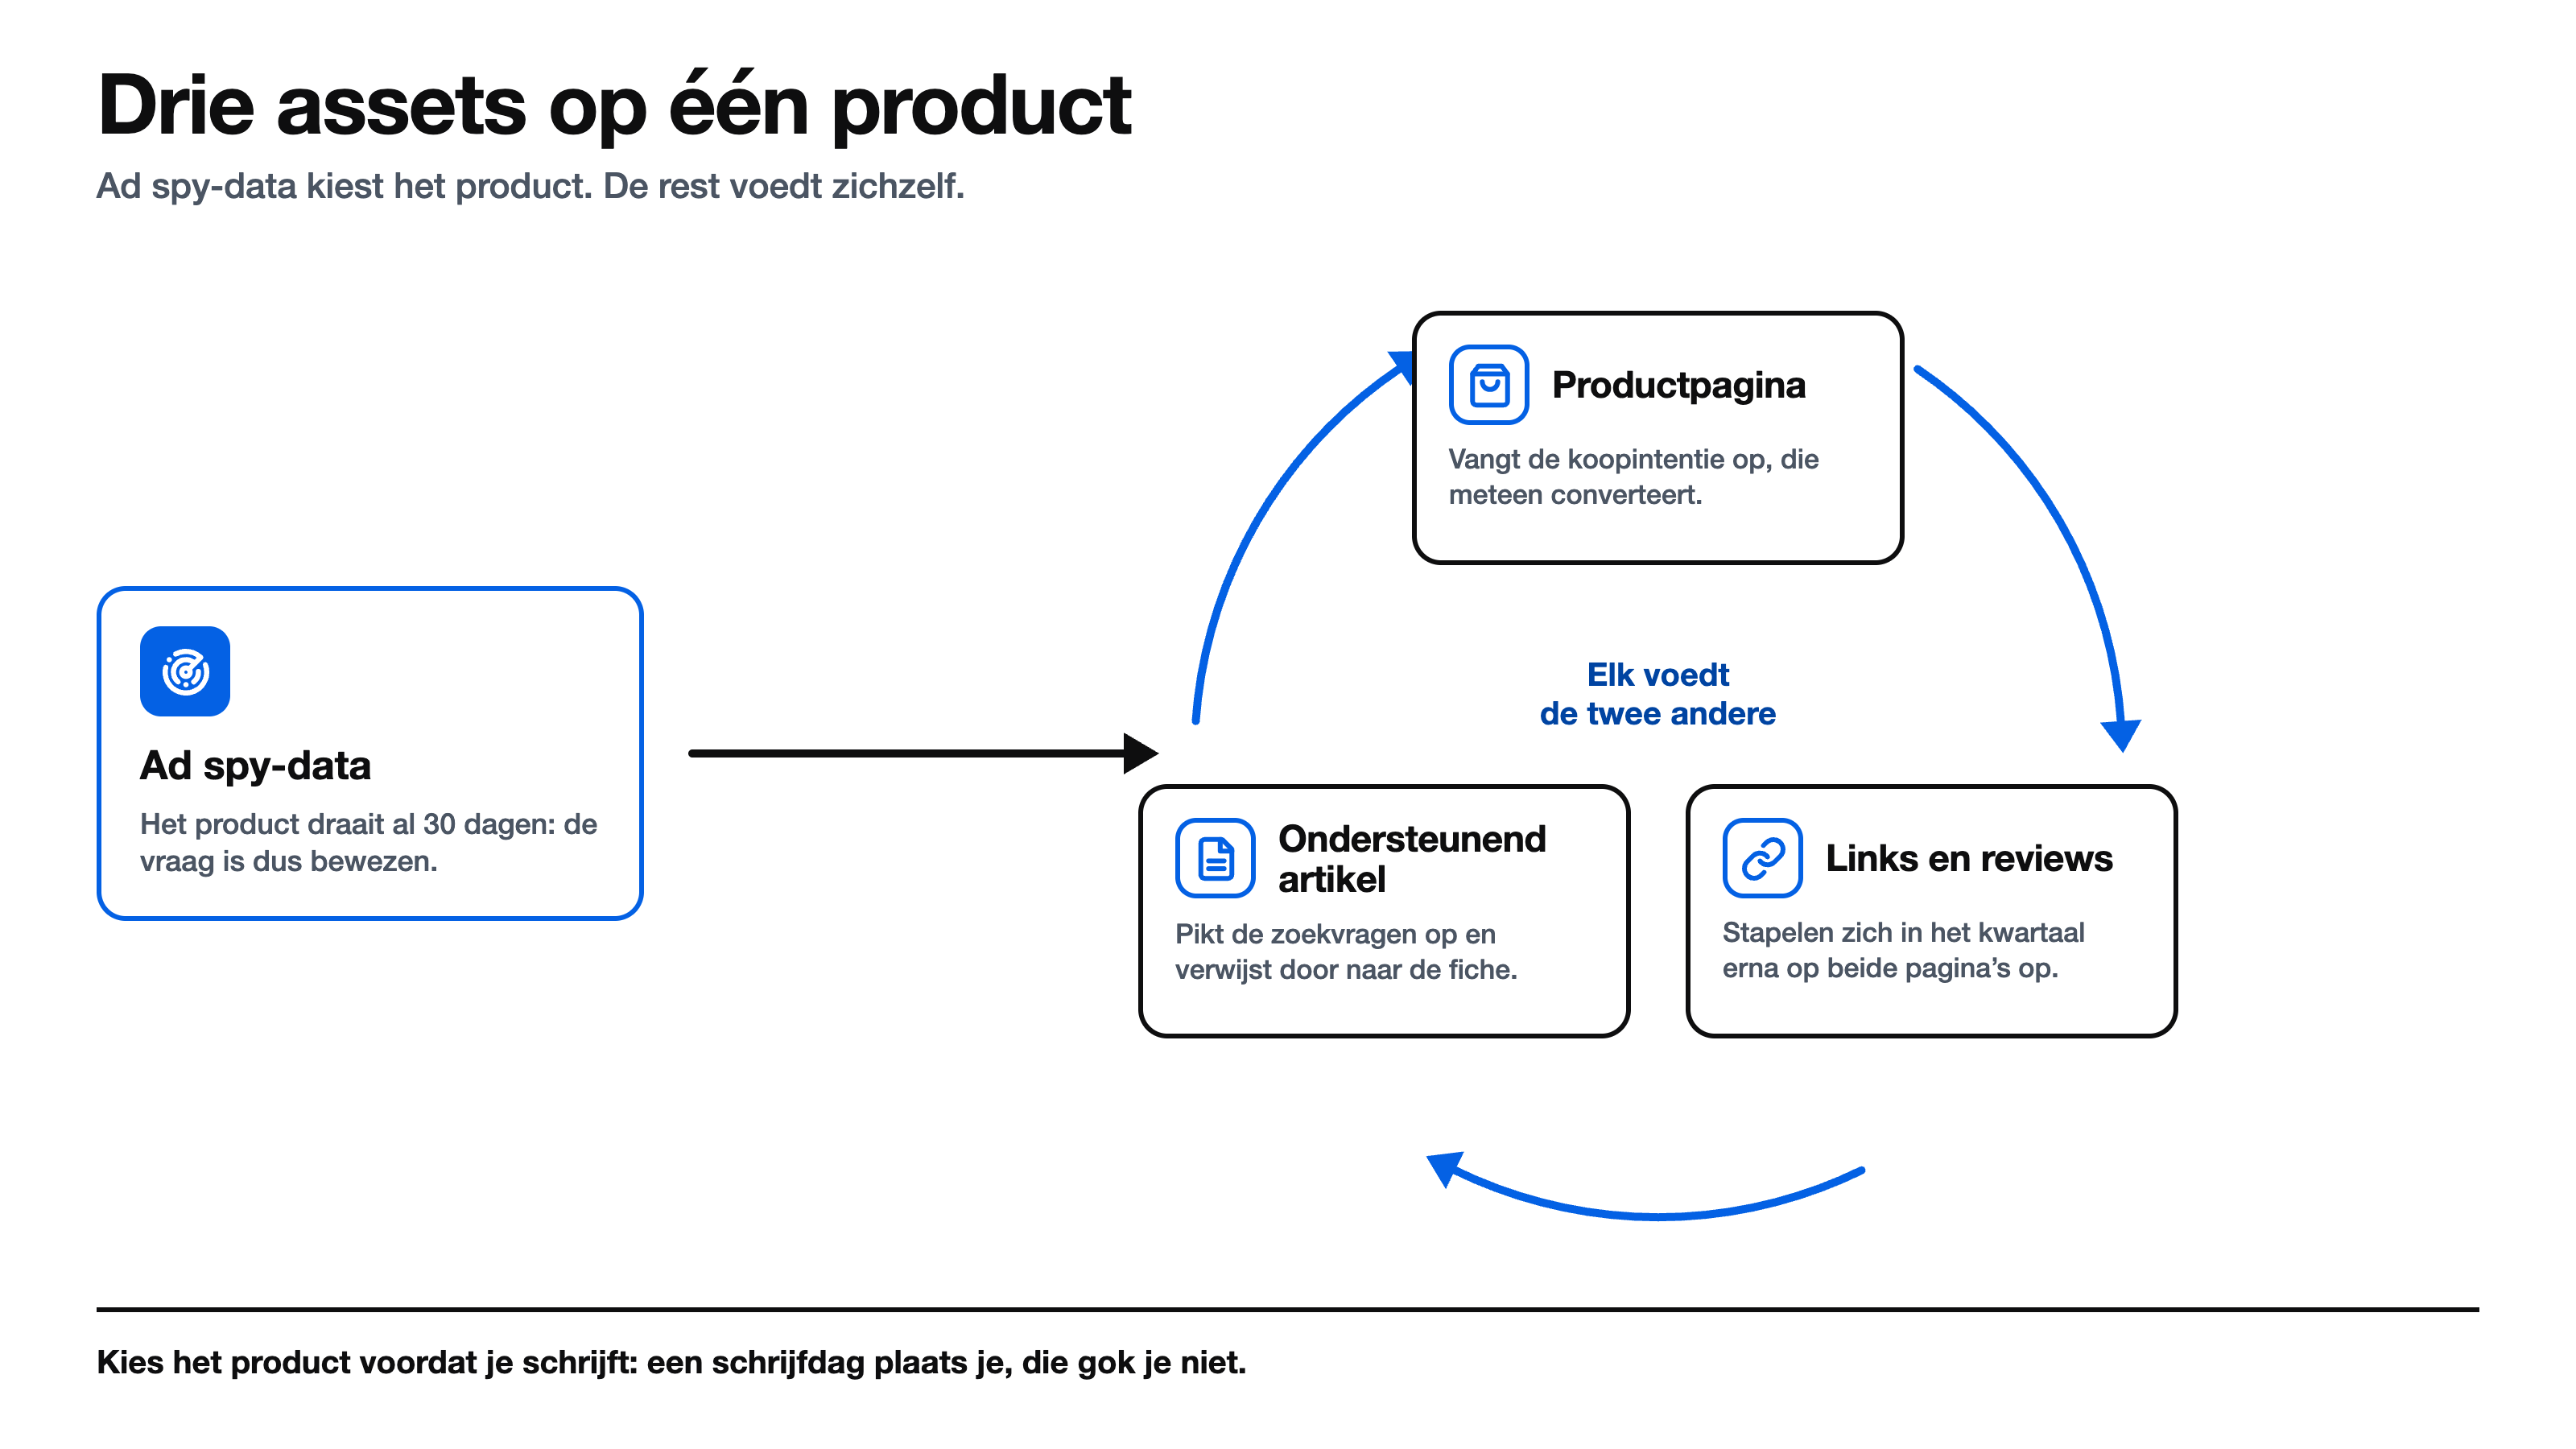 Drie assets op één product
Ad spy-data kiest het product. De rest voedt zichzelf.
Productpagina
Vangt de koopintentie op, die
meteen converteert.
Elk voedt
de twee andere
Ad spy-data
Het product draait al 30 dagen: de
vraag is dus bewezen.
Ondersteunend
artikel
Pikt de zoekvragen op en
verwijst door naar de fiche.
Links en reviews
Stapelen zich in het kwartaal
erna op beide pagina’s op.
Kies het product voordat je schrijft: een schrijfdag plaats je, die gok je niet.